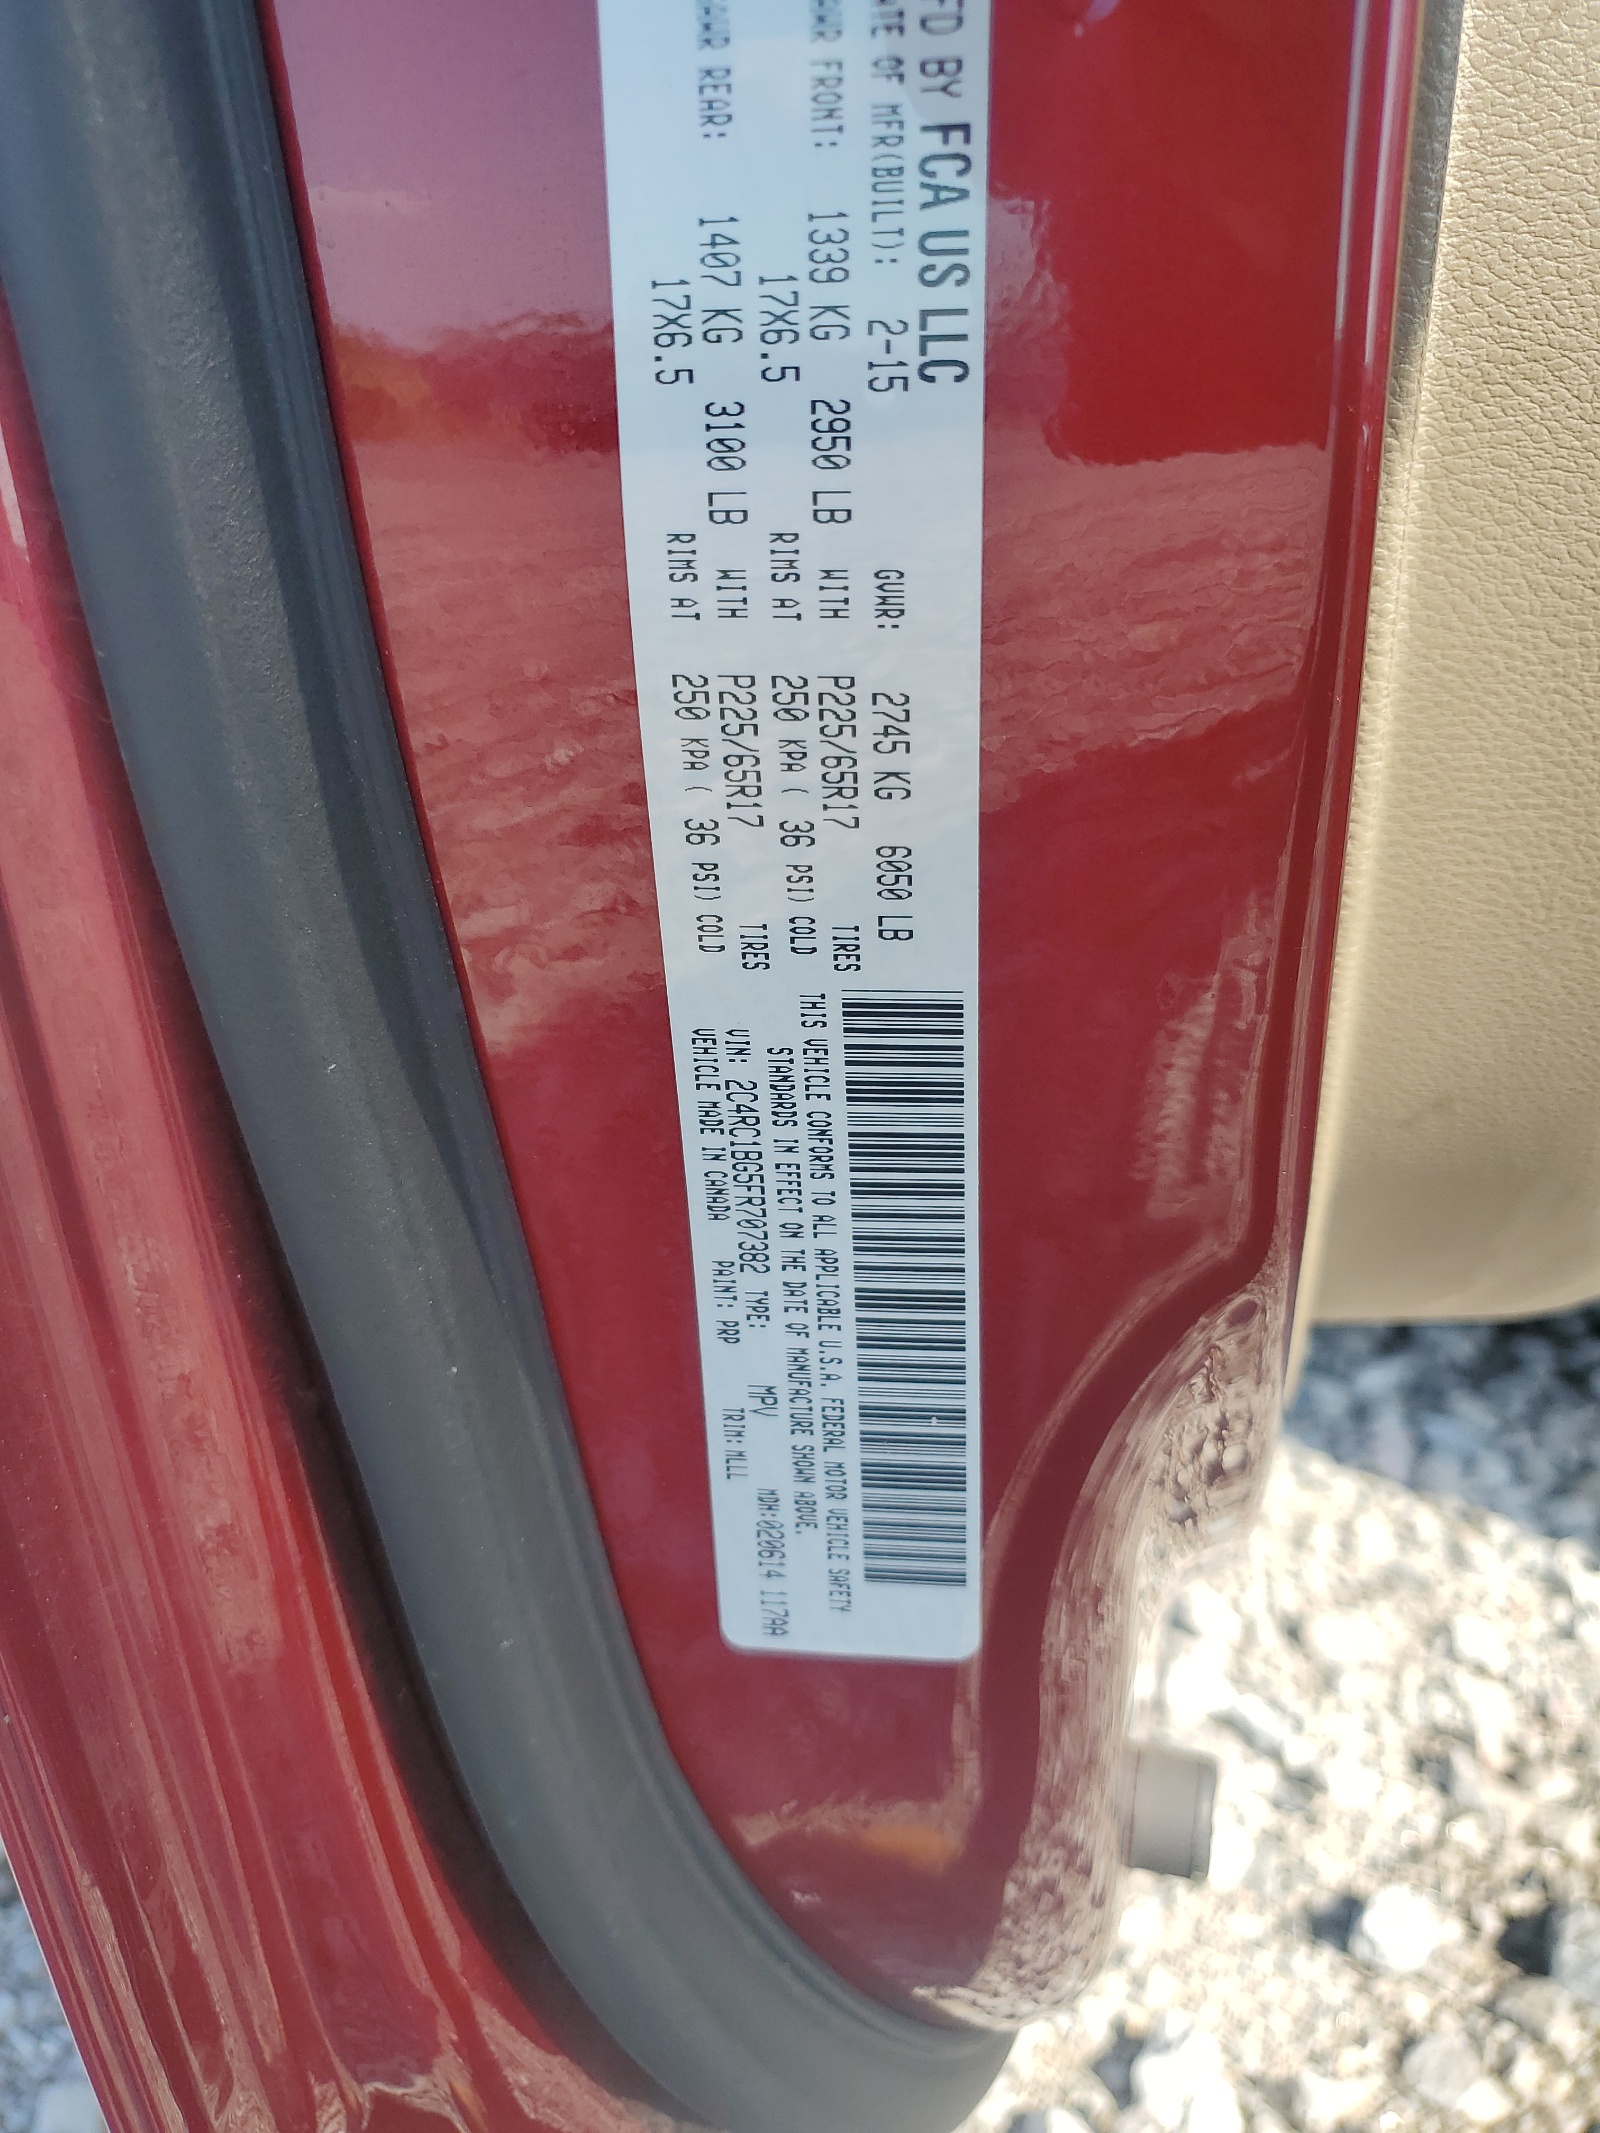 FD BY FCA US LLC
ATE OF MFR(BUILT): 2-15 GVWR: 2745 KG 6050 LB
AWR FRONT: 1339 KG 2950 LB WITH P225/65R17 TIRES
17X6.5 RIMS AT 250 KPA ( 36 PSI) COLD
AWR REAR: 1407 KG 3100 LB WITH P225/65R17 TIRES
17X6.5 RIMS AT 250 KPA ( 36 PSI) COLD
THIS VEHICLE CONFORMS TO ALL APPLICABLE U.S.A. FEDERAL MOTOR VEHICLE SAFETY
STANDARDS IN EFFECT ON THE DATE OF MANUFACTURE SHOWN ABOVE.
VIN: 2C4RC1BG5FR707382 TYPE: MPV MDH:020614 117AA
VEHICLE MADE IN CANADA PAINT: PRP TRIM: MLLL